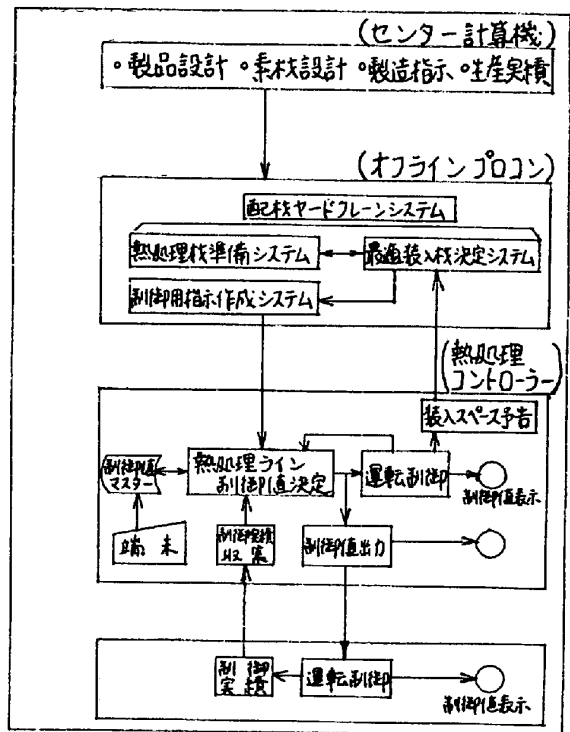 (センター計算機)
・製品設計 ・素材設計 ・製造指示 ・生産実績
(オフラインプロコン)
配材ヤードクレーンシステム
熱処理材準備システム
最適装入材決定システム
制御用指示作成システム
(熱処理
コントローラー)
装入スペース予告
制御値
マスター
熱処理ライン
制御値決定
運転制御
制御値表示
端末
制御実績
収集
制御値出力
制御
実績
運転制御
制御値表示